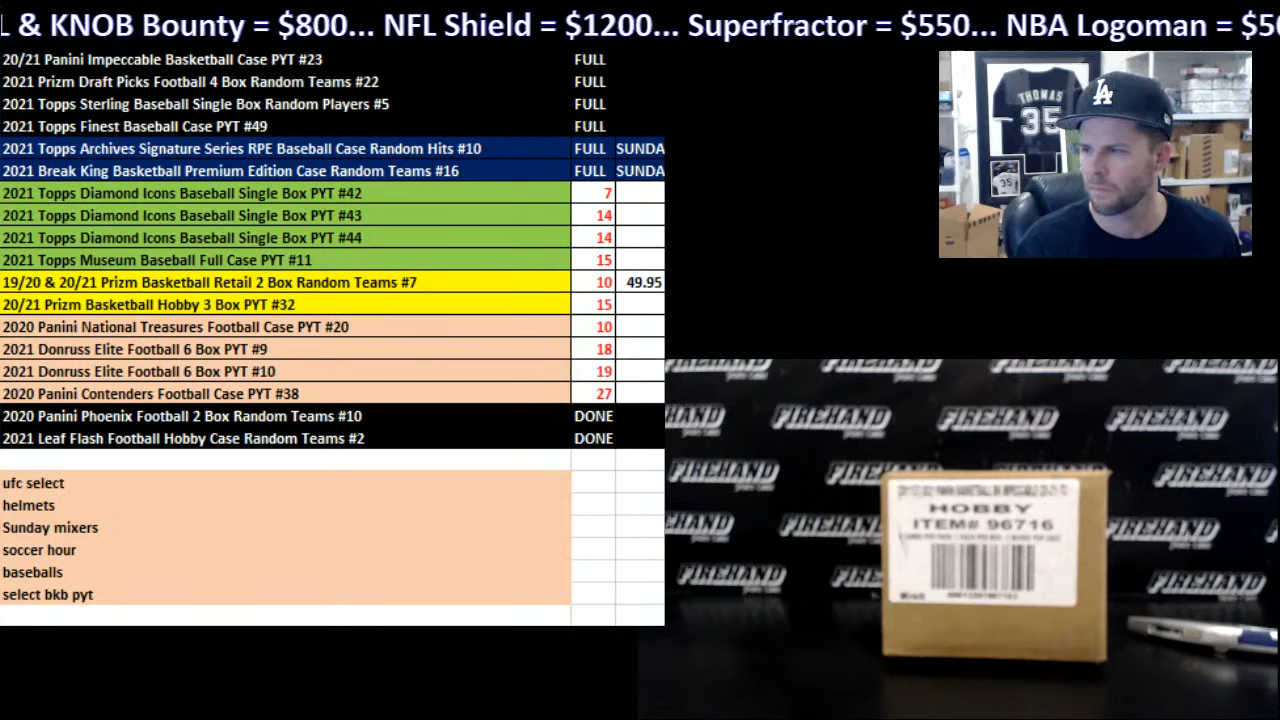 L & KNOB Bounty = $800... NFL Shield = $1200... Superfractor = $550... NBA Logoman = $50
20/21 Panini Impeccable Basketball Case PYT #23 FULL
2021 Prizm Draft Picks Football 4 Box Random Teams #22 FULL
2021 Topps Sterling Baseball Single Box Random Players #5 FULL
2021 Topps Finest Baseball Case PYT #49 FULL
2021 Topps Archives Signature Series RPE Baseball Case Random Hits #10 FULL SUNDA
2021 Break King Basketball Premium Edition Case Random Teams #16 FULL SUNDA
2021 Topps Diamond Icons Baseball Single Box PYT #42 7
2021 Topps Diamond Icons Baseball Single Box PYT #43 14
2021 Topps Diamond Icons Baseball Single Box PYT #44 14
2021 Topps Museum Baseball Full Case PYT #11 15
19/20 & 20/21 Prizm Basketball Retail 2 Box Random Teams #7 10 49.95
20/21 Prizm Basketball Hobby 3 Box PYT #32 15
2020 Panini National Treasures Football Case PYT #20 10
2021 Donruss Elite Football 6 Box PYT #9 18
2021 Donruss Elite Football 6 Box PYT #10 19
2020 Panini Contenders Football Case PYT #38 27
2020 Panini Phoenix Football 2 Box Random Teams #10 DONE
2021 Leaf Flash Football Hobby Case Random Teams #2 DONE
ufc select
helmets
Sunday mixers
soccer hour
baseballs
select bkb pyt
THOMAS
35
LA
35
FIREHAND
HOBBY
ITEM# 96716